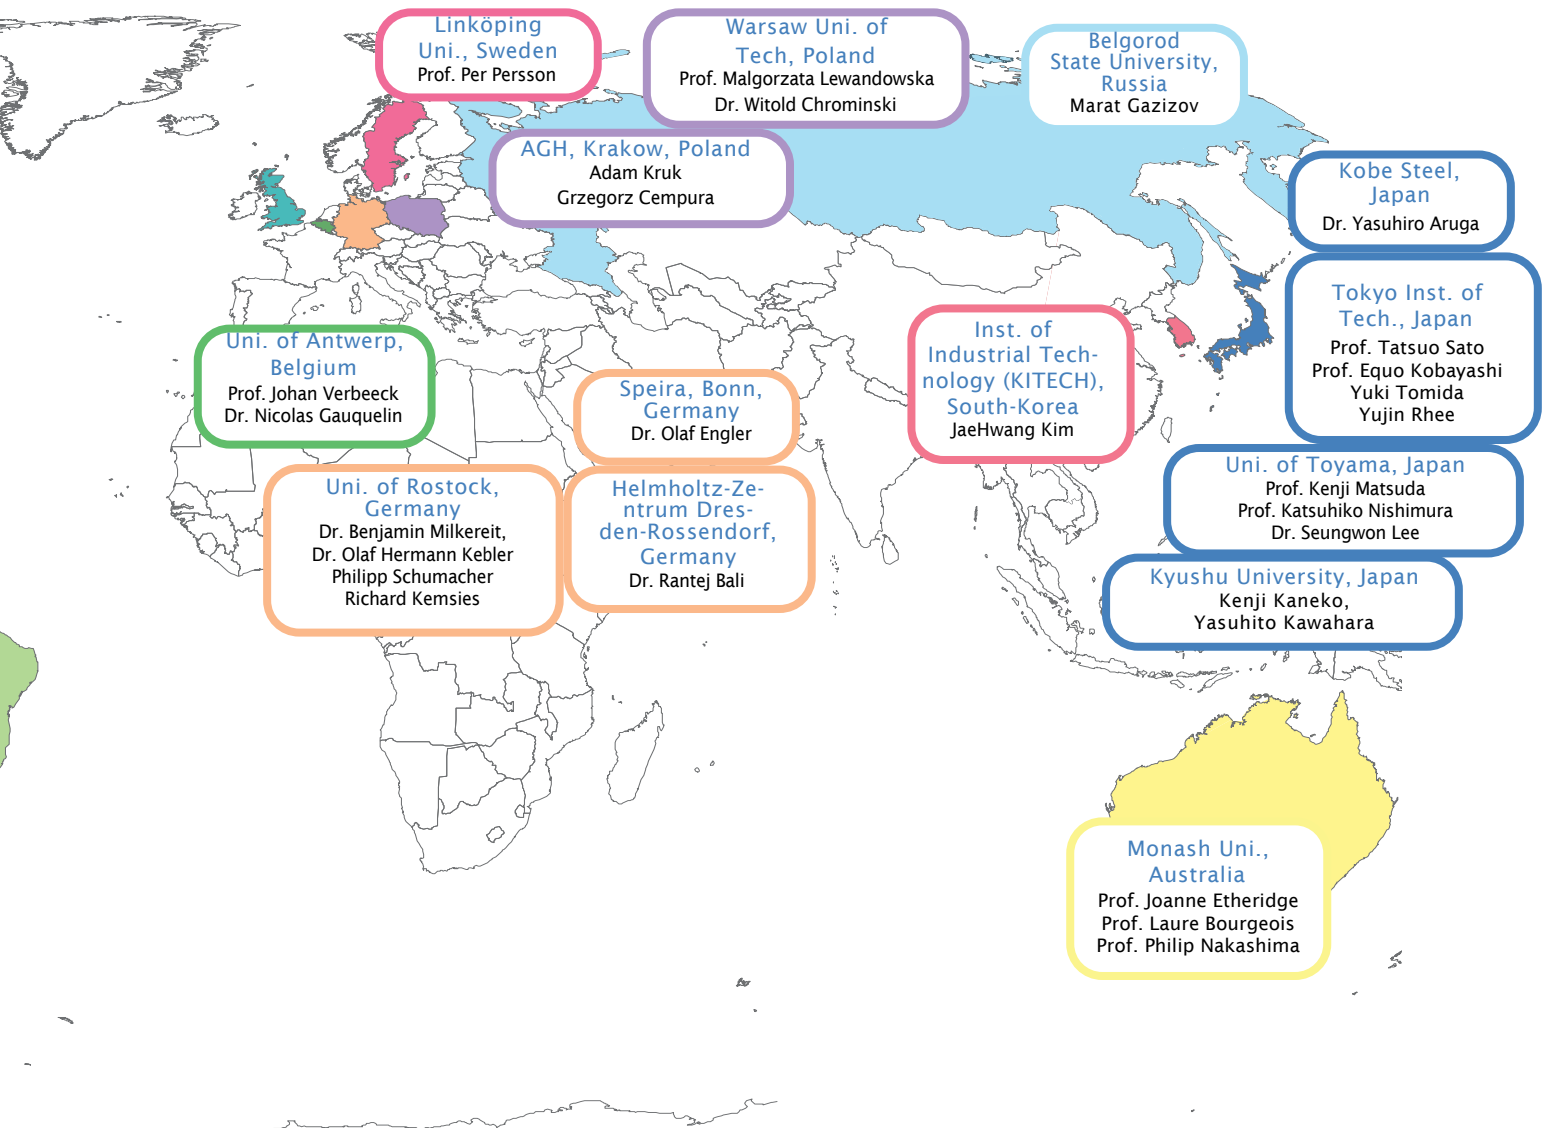 Linköping
Uni., Sweden
Prof. Per Persson
Warsaw Uni. of
Tech, Poland
Prof. Malgorzata Lewandowska
Dr. Witold Chrominski
Belgorod
State University,
Russia
Marat Gazizov
AGH, Krakow, Poland
Adam Kruk
Grzegorz Cempura
Kobe Steel,
Japan
Dr. Yasuhiro Aruga
Tokyo Inst. of
Tech., Japan
Prof. Tatsuo Sato
Prof. Equo Kobayashi
Yuki Tomida
Yujin Rhee
Uni. of Antwerp,
Belgium
Prof. Johan Verbeeck
Dr. Nicolas Gauquelin
Speira, Bonn,
Germany
Dr. Olaf Engler
Inst. of
Industrial Tech-
nology (KITECH),
South-Korea
JaeHwang Kim
Uni. of Toyama, Japan
Prof. Kenji Matsuda
Prof. Katsuhiko Nishimura
Dr. Seungwon Lee
Uni. of Rostock,
Germany
Dr. Benjamin Milkereit,
Dr. Olaf Hermann Kebler
Philipp Schumacher
Richard Kemsies
Helmholtz-Ze-
ntrum Dres-
den-Rossendorf,
Germany
Dr. Rantej Bali
Kyushu University, Japan
Kenji Kaneko,
Yasuhito Kawahara
Monash Uni.,
Australia
Prof. Joanne Etheridge
Prof. Laure Bourgeois
Prof. Philip Nakashima